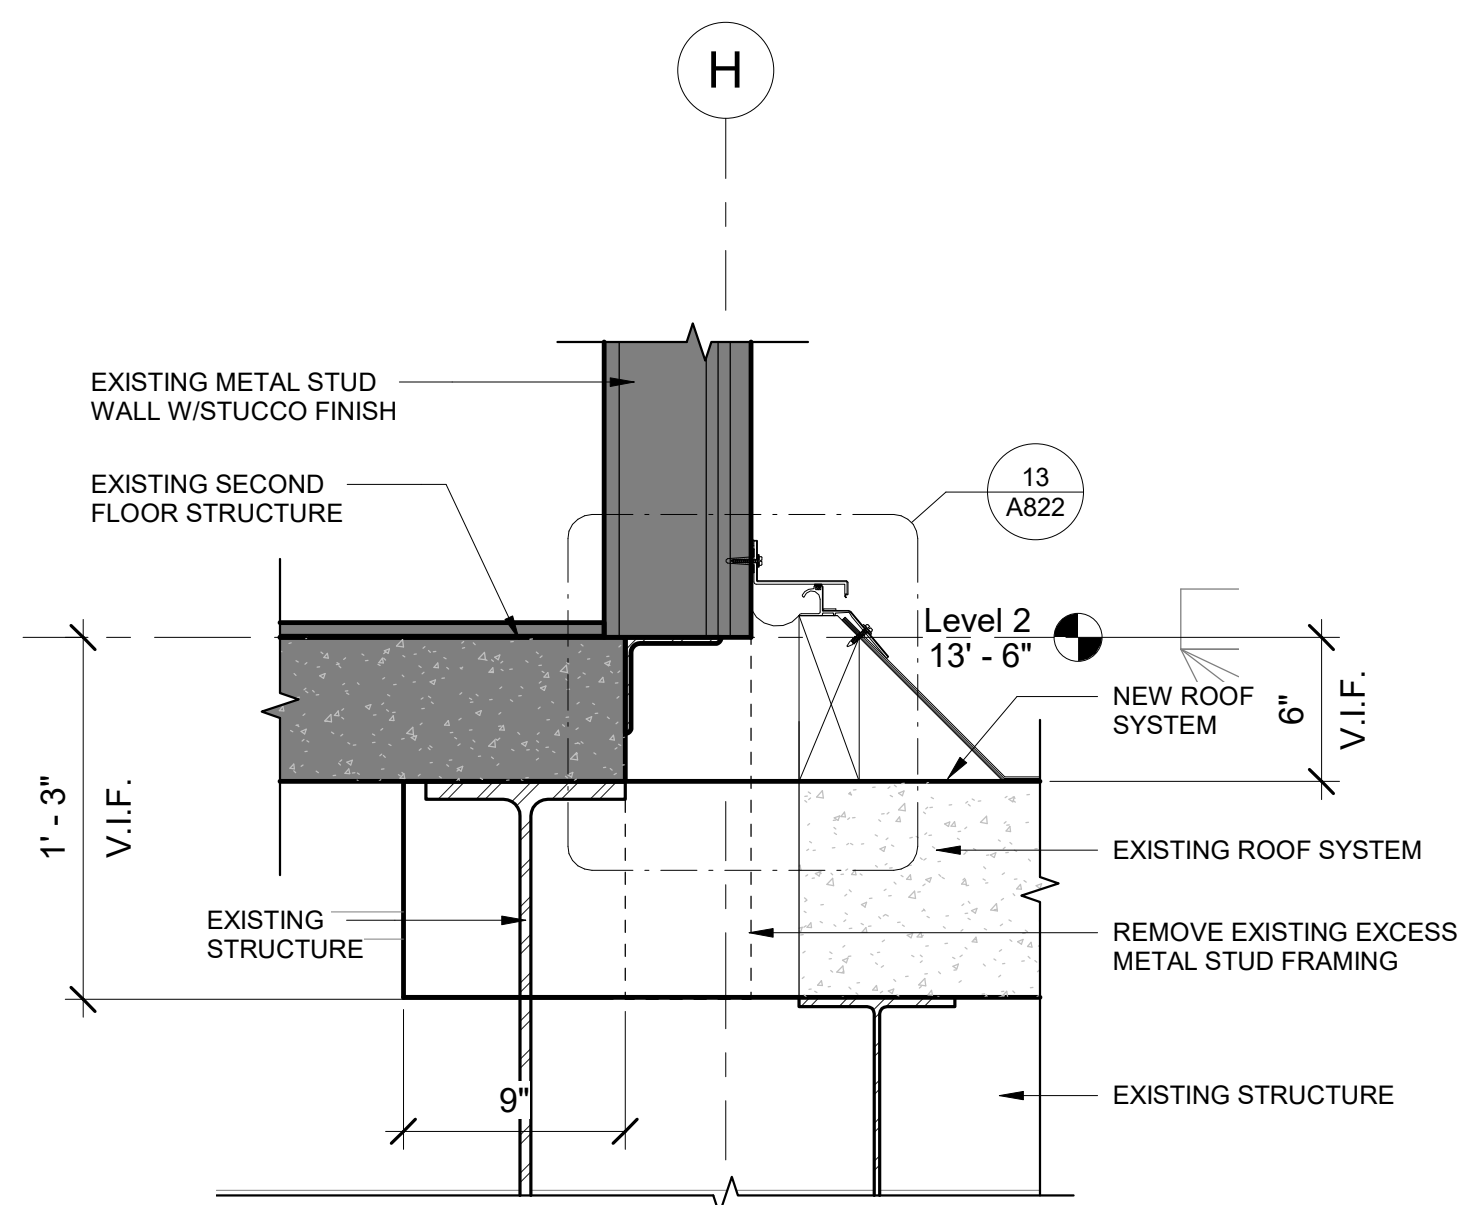 H
EXISTING METAL STUD
WALL W/STUCCO FINISH
EXISTING SECOND
FLOOR STRUCTURE
13
A822
Level 2
13' - 6"
NEW ROOF
SYSTEM
6"
V.I.F.
1' - 3"
V.I.F.
EXISTING ROOF SYSTEM
EXISTING
STRUCTURE
REMOVE EXISTING EXCESS
METAL STUD FRAMING
9"
EXISTING STRUCTURE